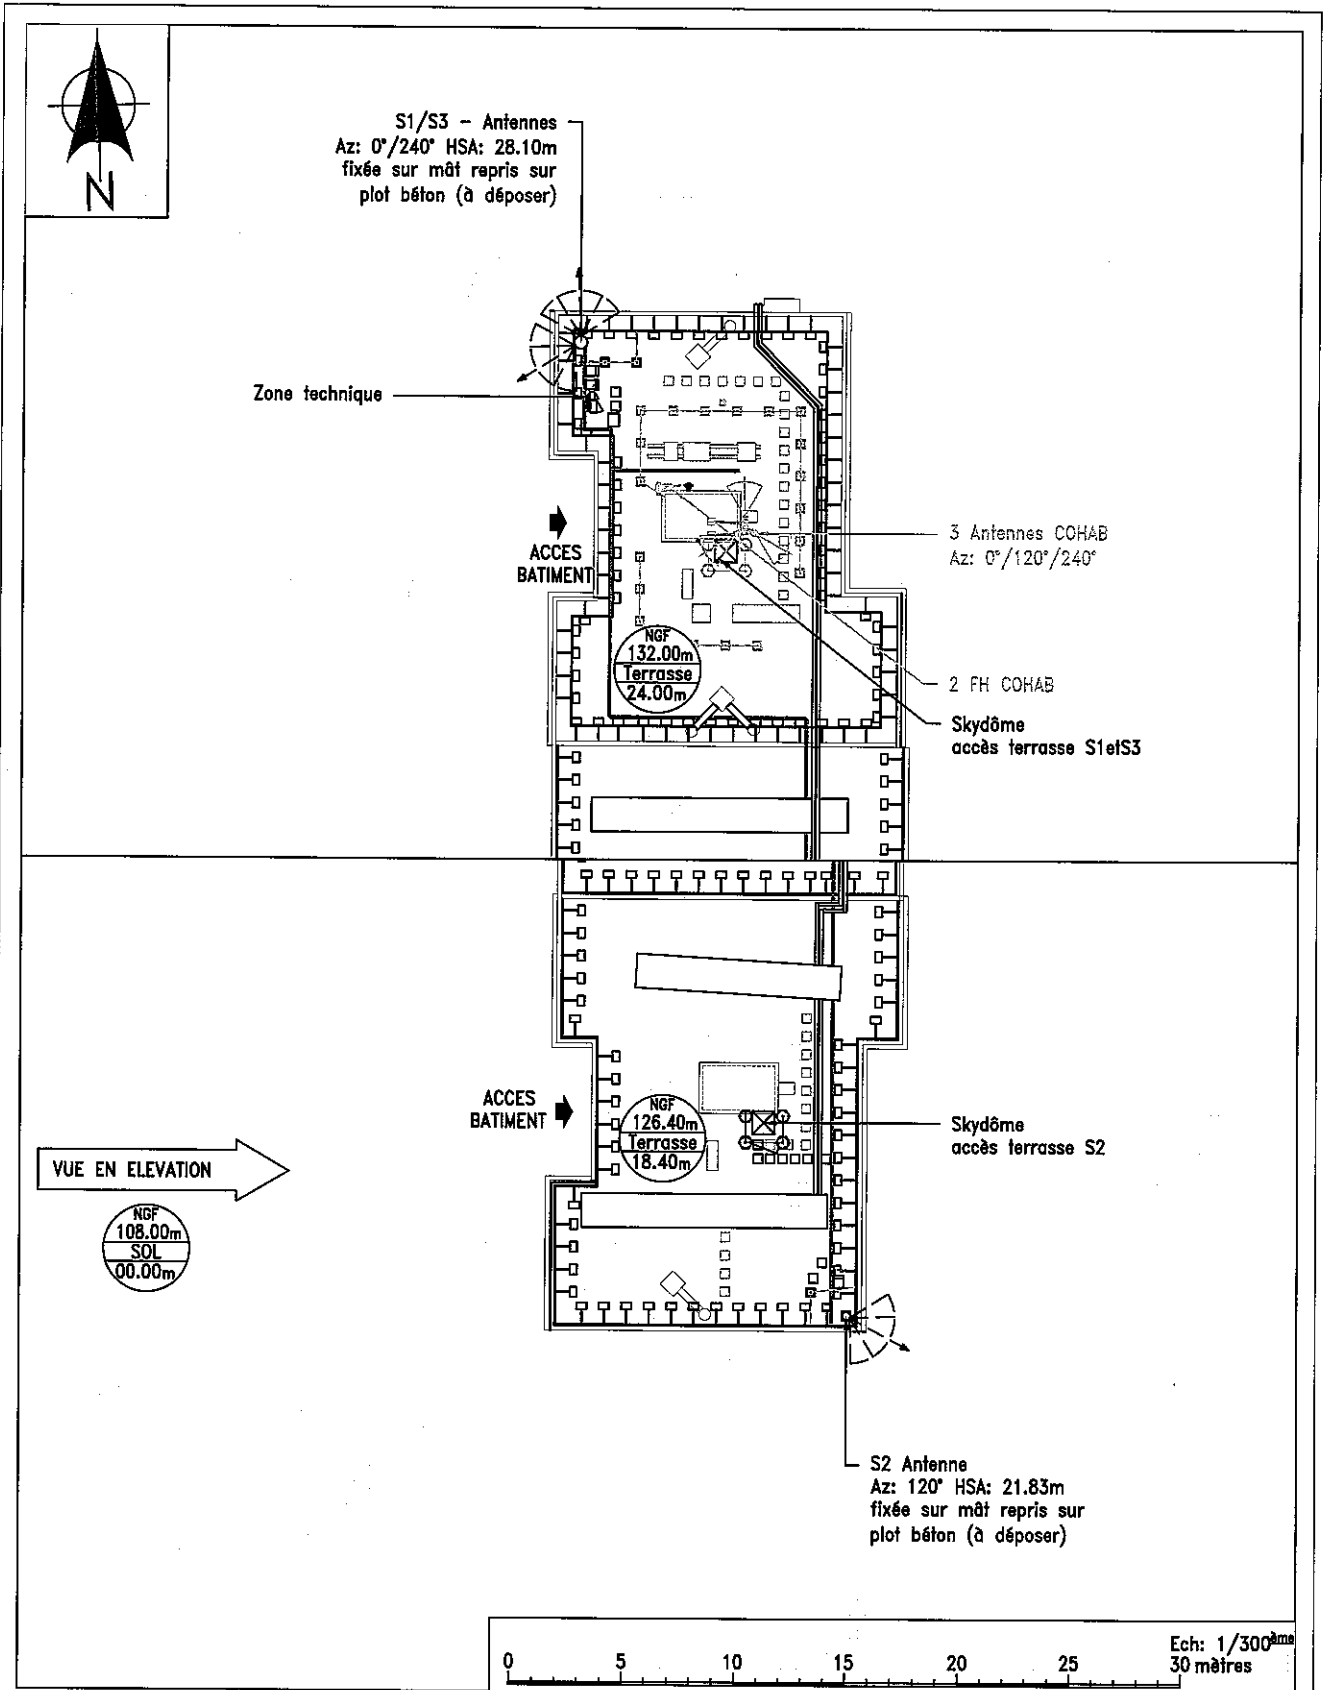 N
S1/S3 - Antennes
Az: 0°/240° HSA: 28.10m
fixée sur mât repris sur
plot béton (à déposer)
Zone technique
ACCES
BATIMENT
3 Antennes COHAB
Az: 0°/120°/240°
NGF
132.00m
Terrasse
24.00m
2 FH COHAB
Skydôme
accès terrasse S1etS3
ACCES
BATIMENT
NGF
126.40m
Terrasse
18.40m
Skydôme
accès terrasse S2
VUE EN ELEVATION
NGF
108.00m
SOL
00.00m
S2 Antenne
Az: 120° HSA: 21.83m
fixée sur mât repris sur
plot béton (à déposer)
Ech: 1/300ème
0 5 10 15 20 25 30 mètres